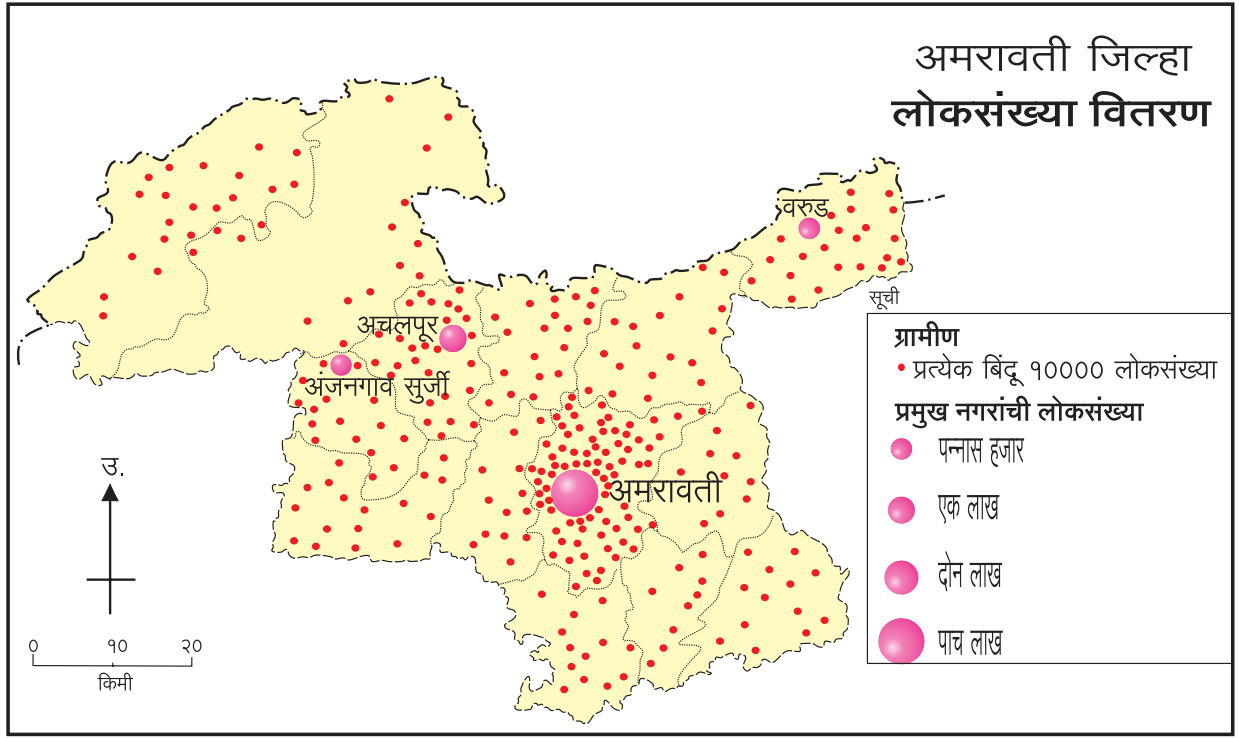 अमरावती जिल्हा
लोकसंख्या वितरण
वरुड
सूची
अचलपूर
ग्रामीण
प्रत्येक बिंदू १०००० लोकसंख्या
अंजनगाव सुर्जी
प्रमुख नगरांची लोकसंख्या
पन्नास हजार
उ.
अमरावती
एक लाख
दोन लाख
पाच लाख
० १० २०
किमी